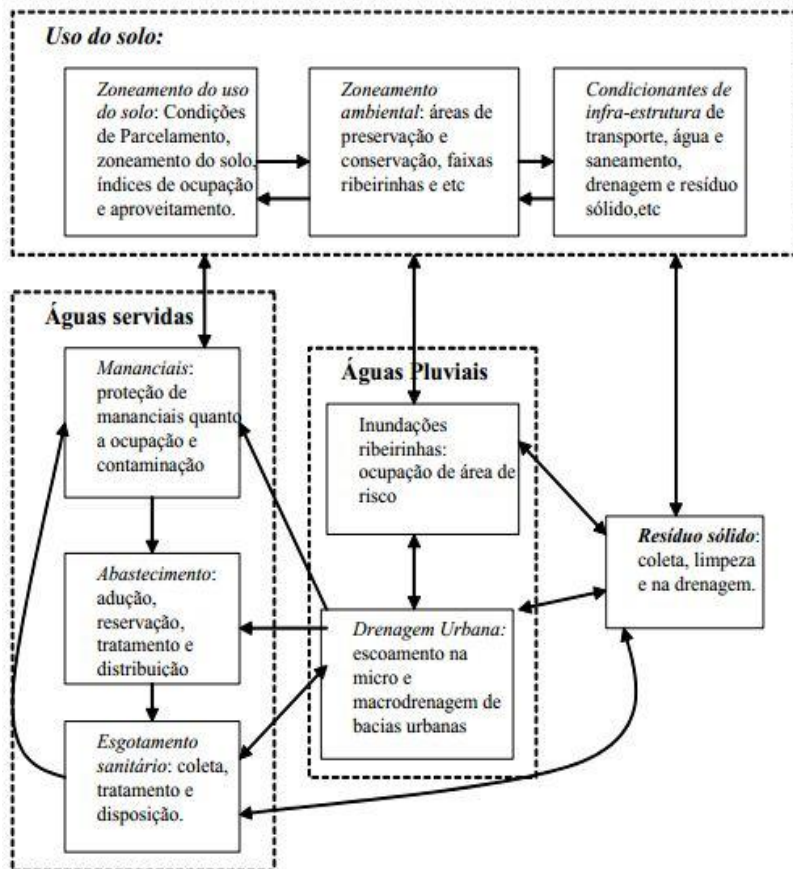 Uso do solo:
Zoneamento do uso
do solo: Condições
de Parcelamento,
zoneamento do solo,
índices de ocupação
e aproveitamento.
Zoneamento
ambiental: áreas de
preservação e
conservação, faixas
ribeirinhas e etc
Condicionantes de
infra-estrutura de
transporte, água e
saneamento,
drenagem e resíduo
sólido,etc
Águas servidas
Mananciais:
proteção de
mananciais quanto
a ocupação e
contaminação
Abastecimento:
adução,
reservação,
tratamento e
distribuição
Esgotamento
sanitário: coleta,
tratamento e
disposição.
Águas Pluviais
Inundações
ribeirinhas:
ocupação de área de
risco
Drenagem Urbana:
escoamento na
micro e
macrodrenagem de
bacias urbanas
Resíduo sólido:
coleta, limpeza
e na drenagem.